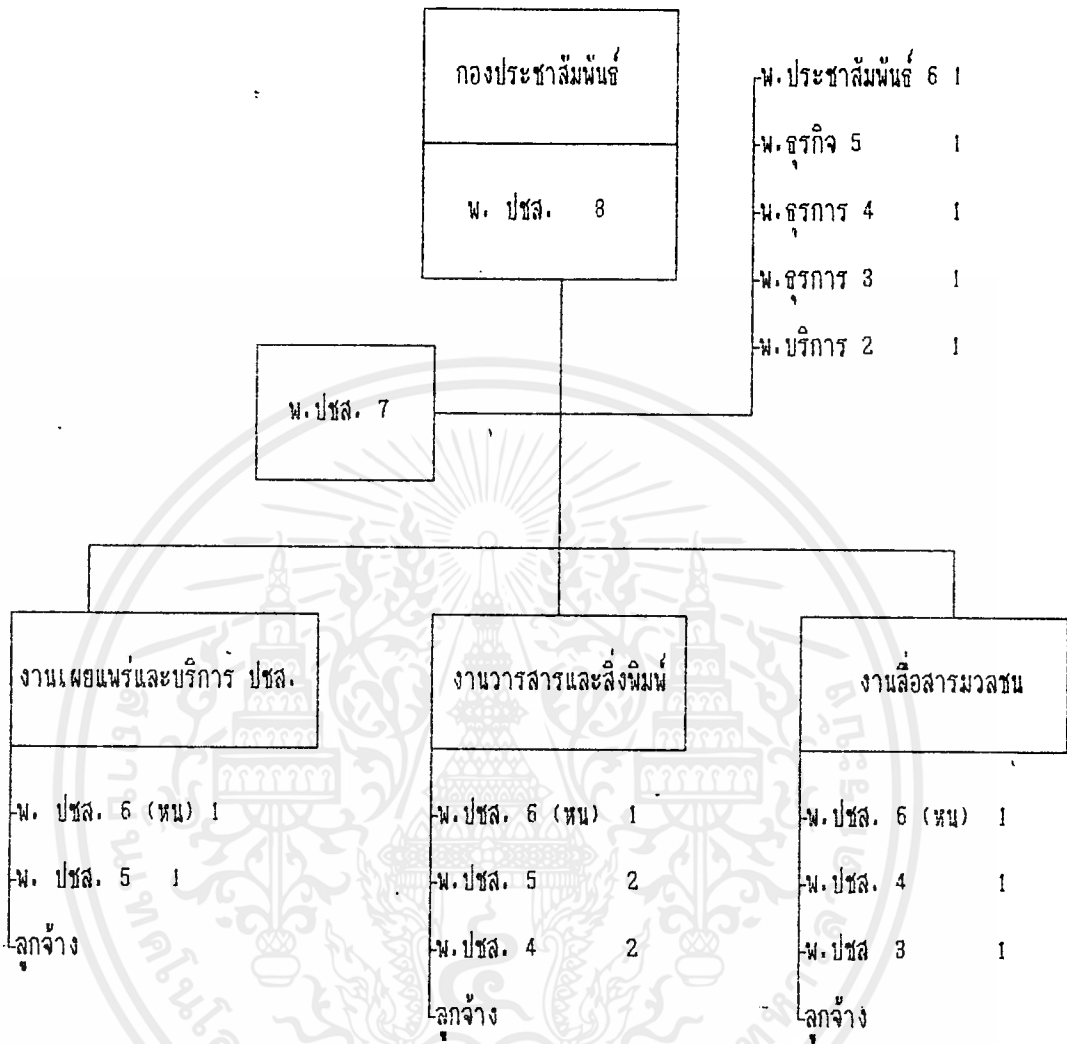 กองประชาสัมพันธ์
พ. ปชส. 8
พ.ประชาสัมพันธ์ 6 1
พ.ธุรกิจ 5 1
พ.ธุรการ 4 1
พ.ธุรการ 3 1
พ.บริการ 2 1
พ.ปชส. 7
งานเผยแพร่และบริการ ปชส.
พ. ปชส. 6 (หน) 1
พ. ปชส. 5 1
ลูกจ้าง
งานวารสารและสิ่งพิมพ์
พ.ปชส. 6 (หน) 1
พ.ปชส. 5 2
พ.ปชส. 4 2
ลูกจ้าง
งานสื่อสารมวลชน
พ.ปชส. 6 (หน) 1
พ.ปชส. 4 1
พ.ปชส 3 1
ลูกจ้าง